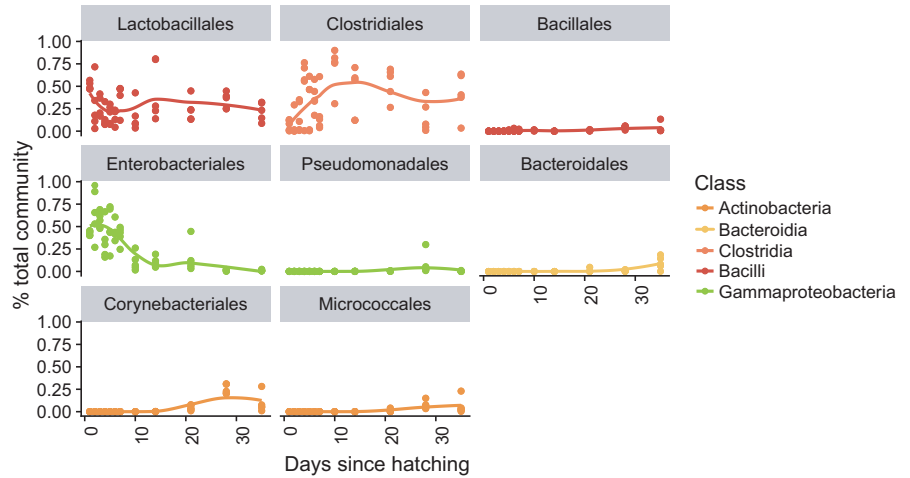 Lactobacillales
Clostridiales
Bacillales
1.00
0.75
0.50
0.25
0.00
Enterobacteriales
Pseudomonadales
Bacteroidales
1.00
0.75
0.50
0.25
0.00
0
10
20
30
Corynebacteriales
Micrococcales
1.00
0.75
0.50
0.25
0.00
0
10
20
30
0
10
20
30
% total community
Days since hatching
Class
Actinobacteria
Bacteroidia
Clostridia
Bacilli
Gammaproteobacteria